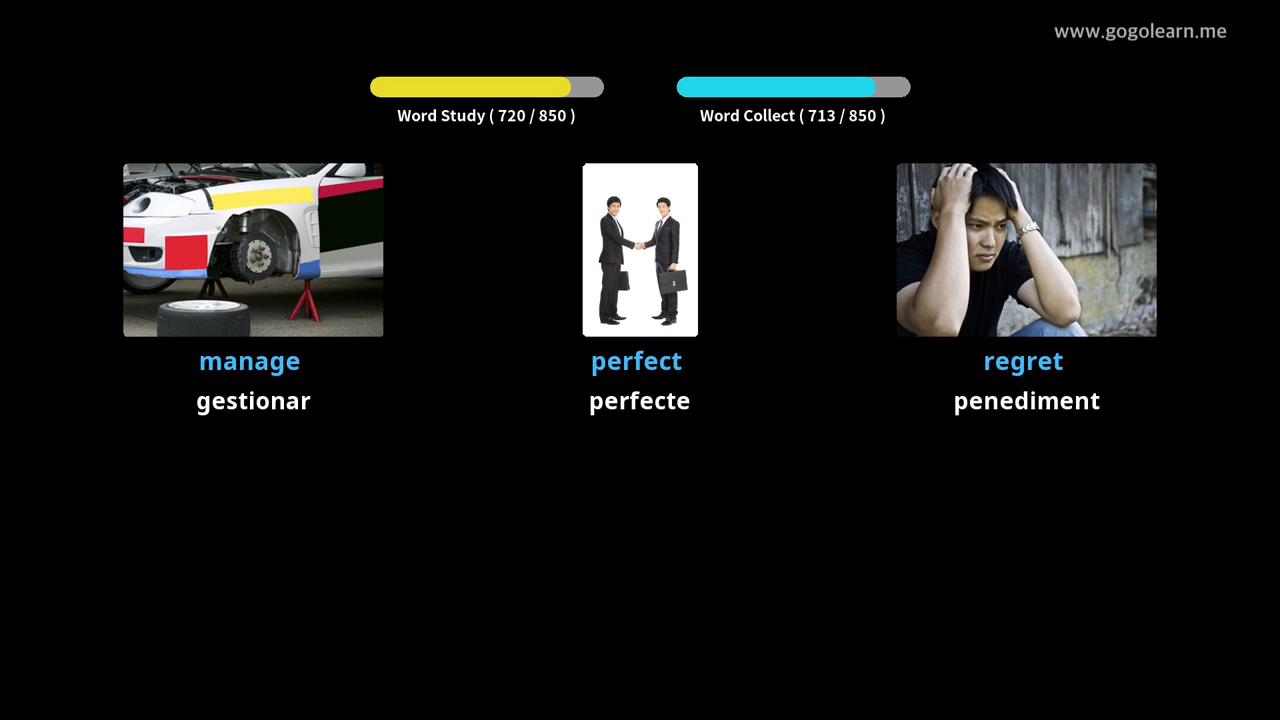 www.gogolearn.me
Word Study ( 720 / 850 )
Word Collect ( 713 / 850 )
manage
perfect
regret
gestionar
perfecte
penediment